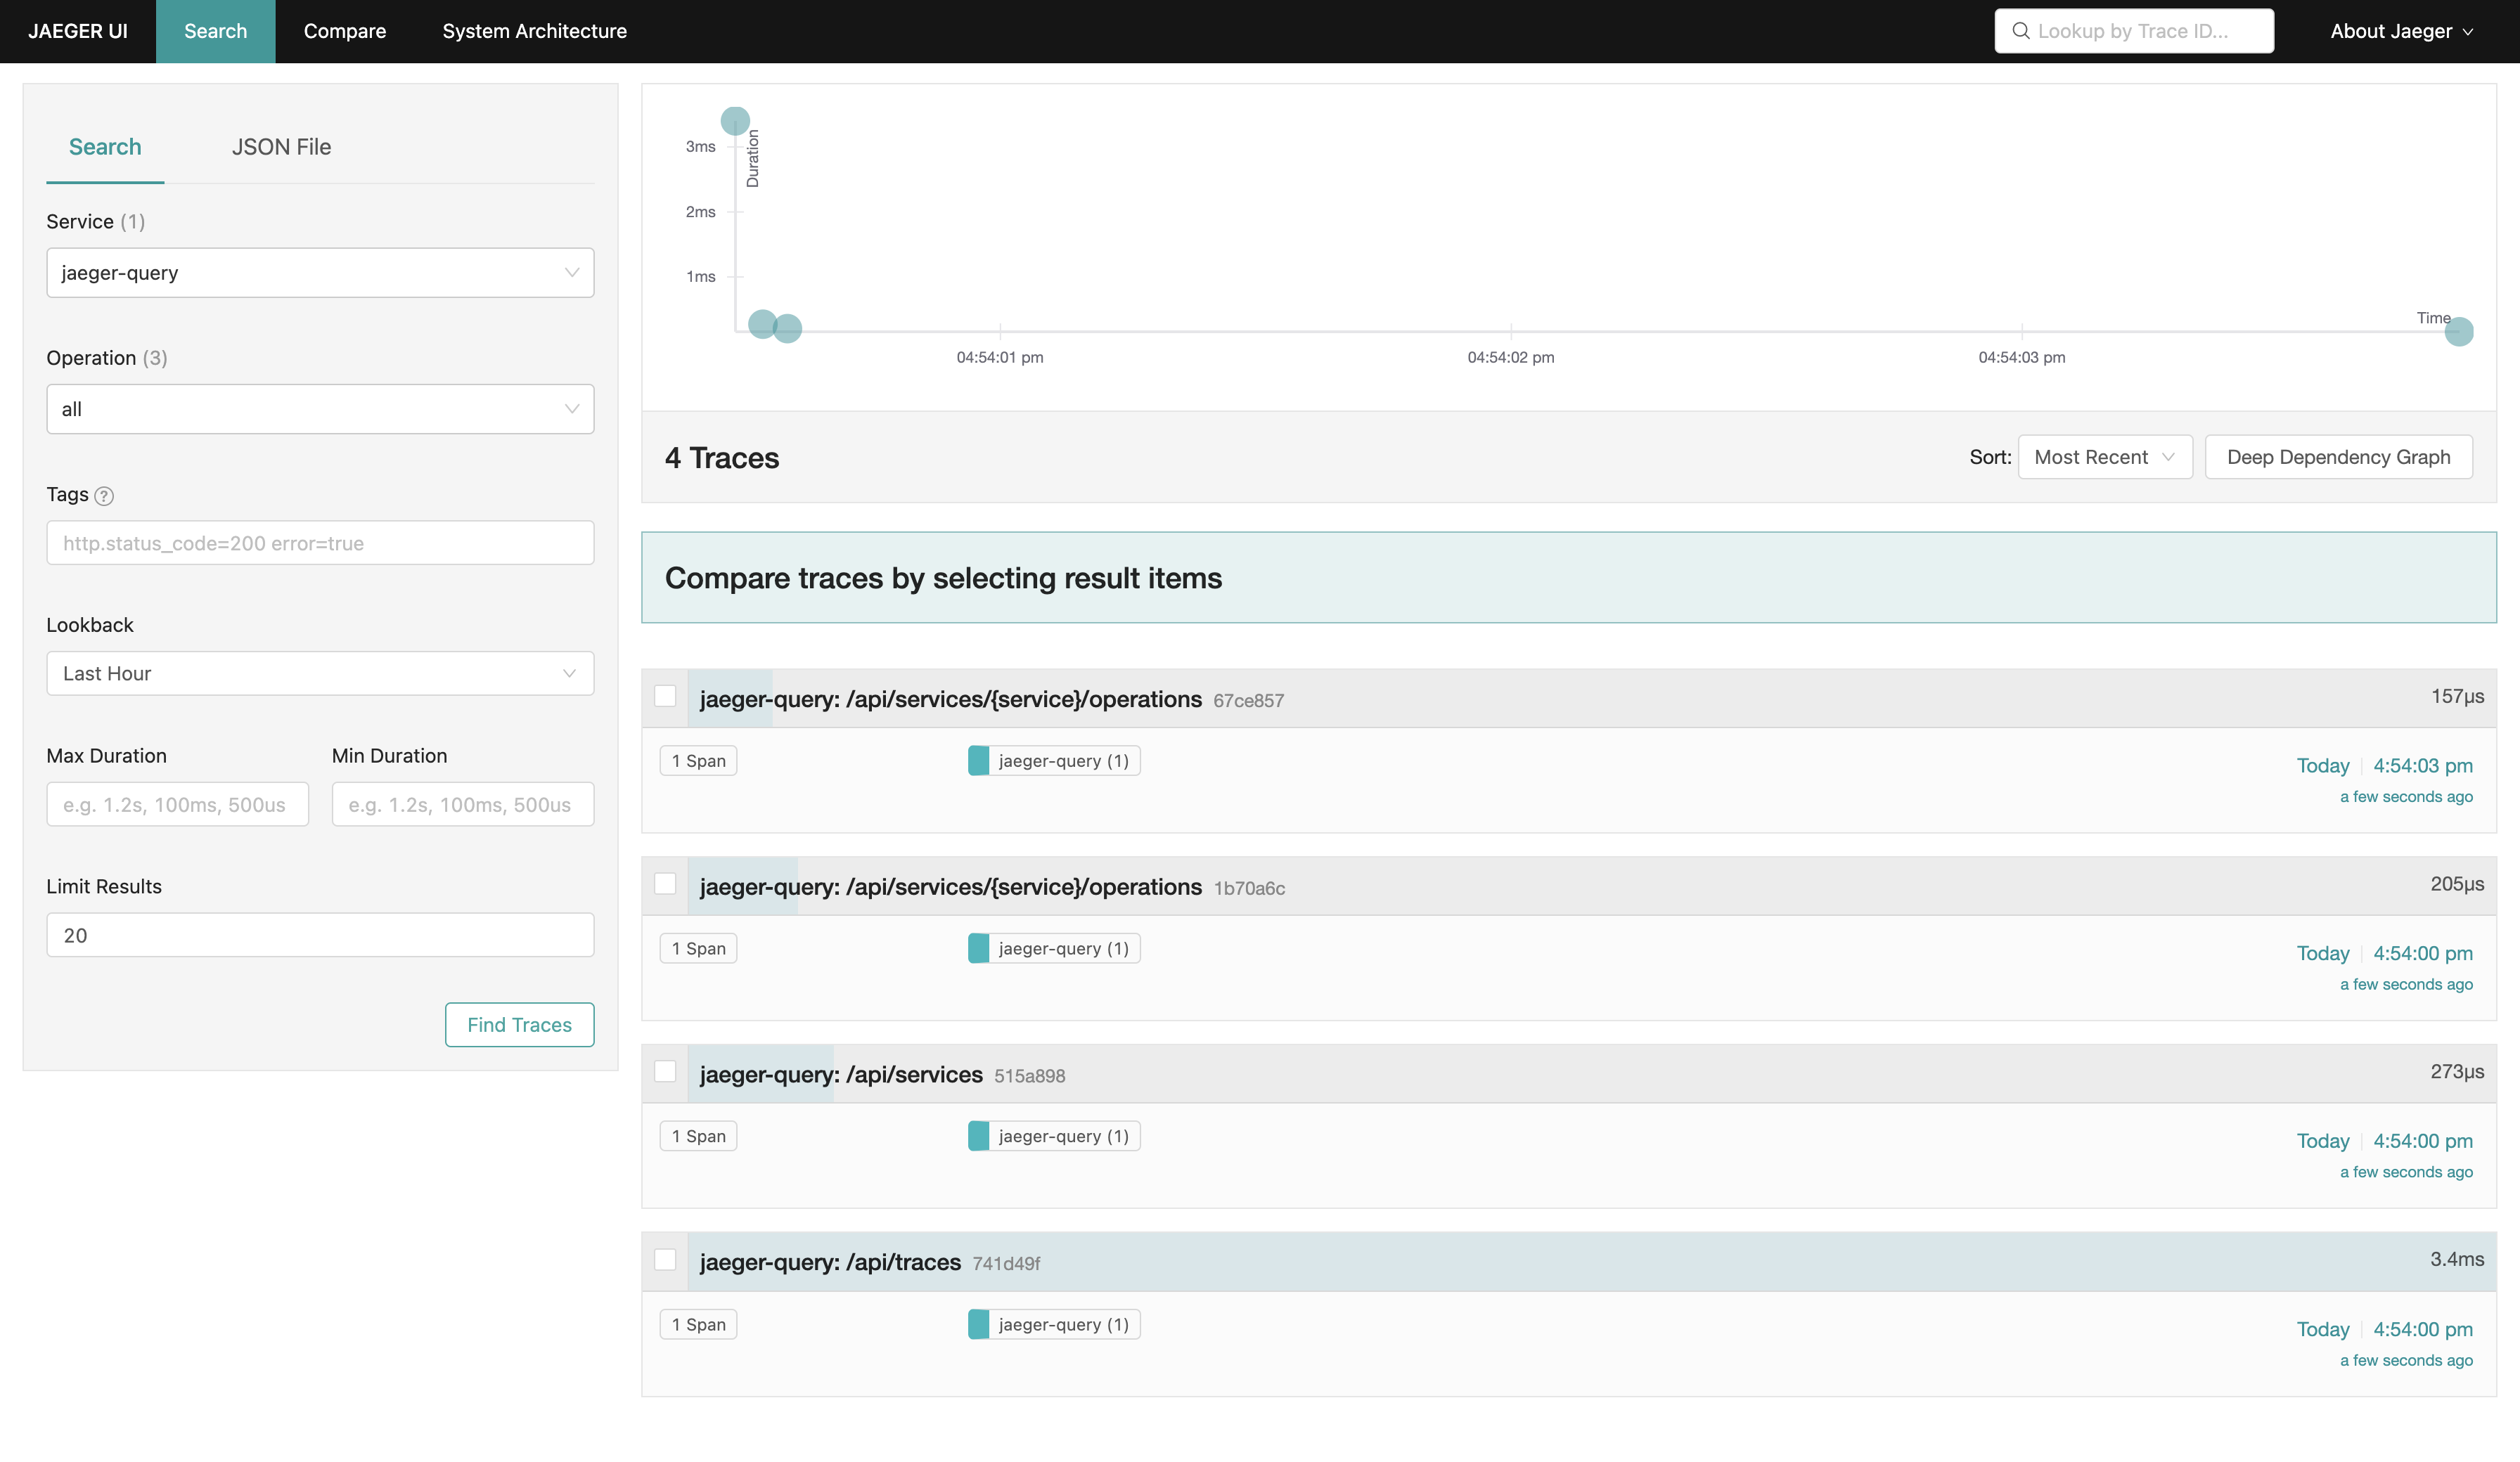 JAEGER UI Search Compare System Architecture Lookup by Trace ID... About Jaeger
Search JSON File
Service (1)
jaeger-query
Operation (3)
all
Tags ?
http.status_code=200 error=true
Lookback
Last Hour
Max Duration Min Duration
e.g. 1.2s, 100ms, 500us e.g. 1.2s, 100ms, 500us
Limit Results
20
Find Traces
Duration
3ms
2ms
1ms
Time
04:54:01 pm 04:54:02 pm 04:54:03 pm
4 Traces Sort: Most Recent Deep Dependency Graph
Compare traces by selecting result items
jaeger-query: /api/services/{service}/operations 67ce857 157μs
1 Span jaeger-query (1) Today 4:54:03 pm
a few seconds ago
jaeger-query: /api/services/{service}/operations 1b70a6c 205μs
1 Span jaeger-query (1) Today 4:54:00 pm
a few seconds ago
jaeger-query: /api/services 515a898 273μs
1 Span jaeger-query (1) Today 4:54:00 pm
a few seconds ago
jaeger-query: /api/traces 741d49f 3.4ms
1 Span jaeger-query (1) Today 4:54:00 pm
a few seconds ago